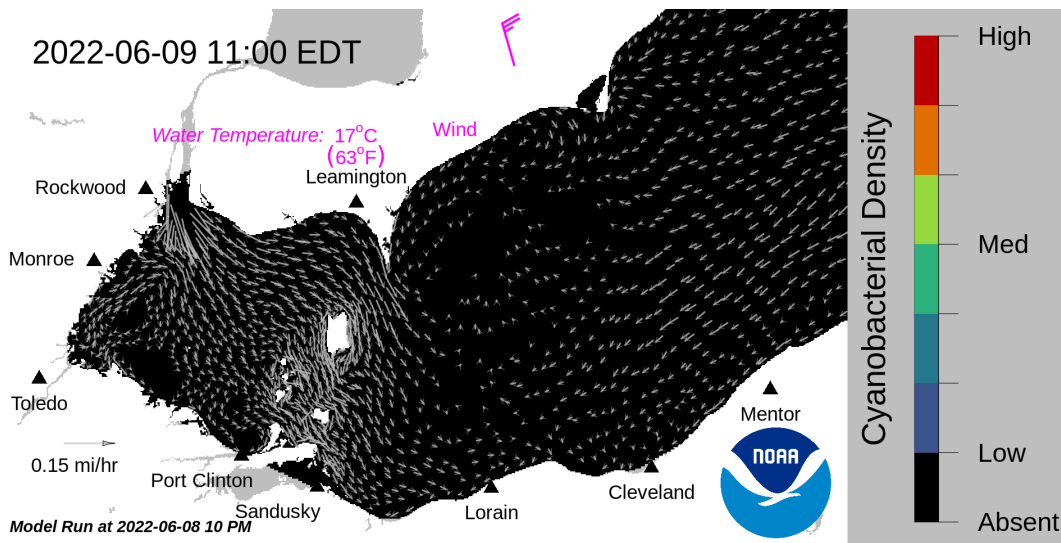 2022-06-09 11:00 EDT
High
Cyanobacterial Density
Wind
Water Temperature: 17°C
(63°F)
Leamington
Rockwood
Monroe
Med
Toledo
Mentor
0.15 mi/hr
NOAA
Low
Port Clinton
Cleveland
Sandusky
Lorain
Model Run at 2022-06-08 10 PM
Absent